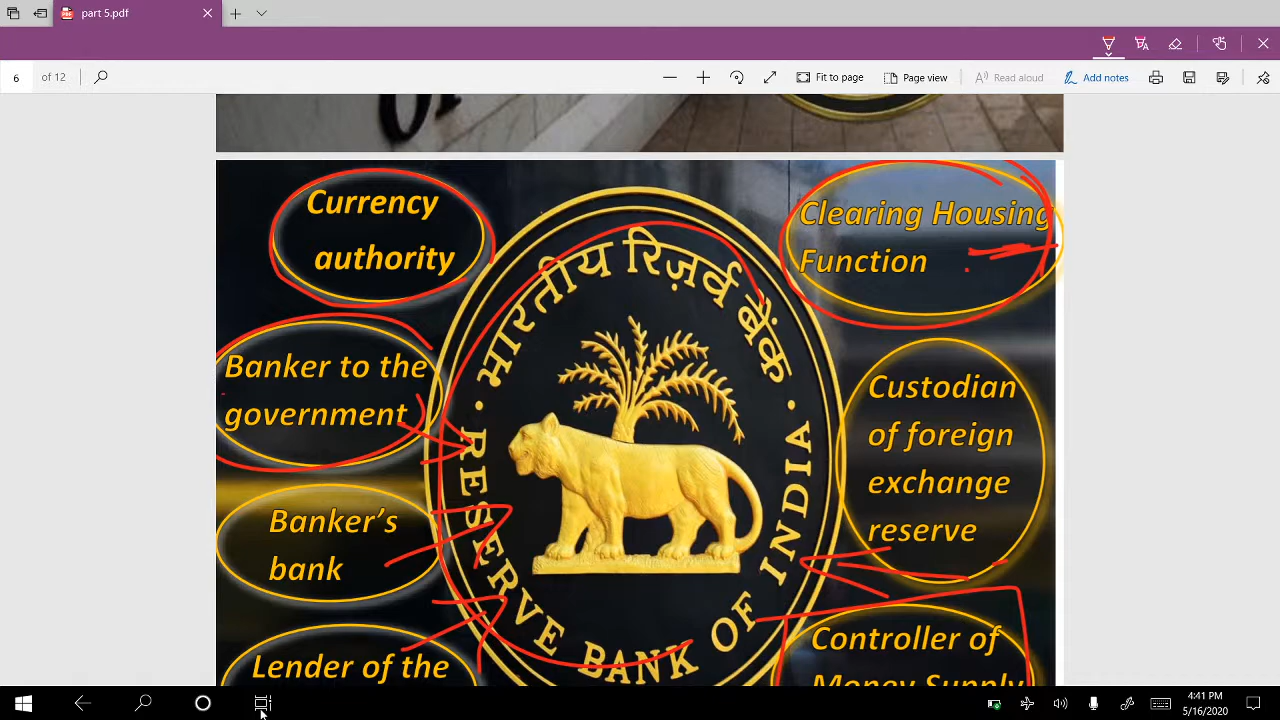 part 5.pdf
6 of 12
Fit to page
Page view
Read aloud
Add notes
Currency
authority
Clearing Housing
Function
भारतीय रिज़र्व बैंक
Banker to the
government
Custodian
of foreign
exchange
reserve
Banker's
bank
RESERVE BANK OF INDIA
Lender of the
Controller of
Money Supply
4:41 PM
5/16/2020